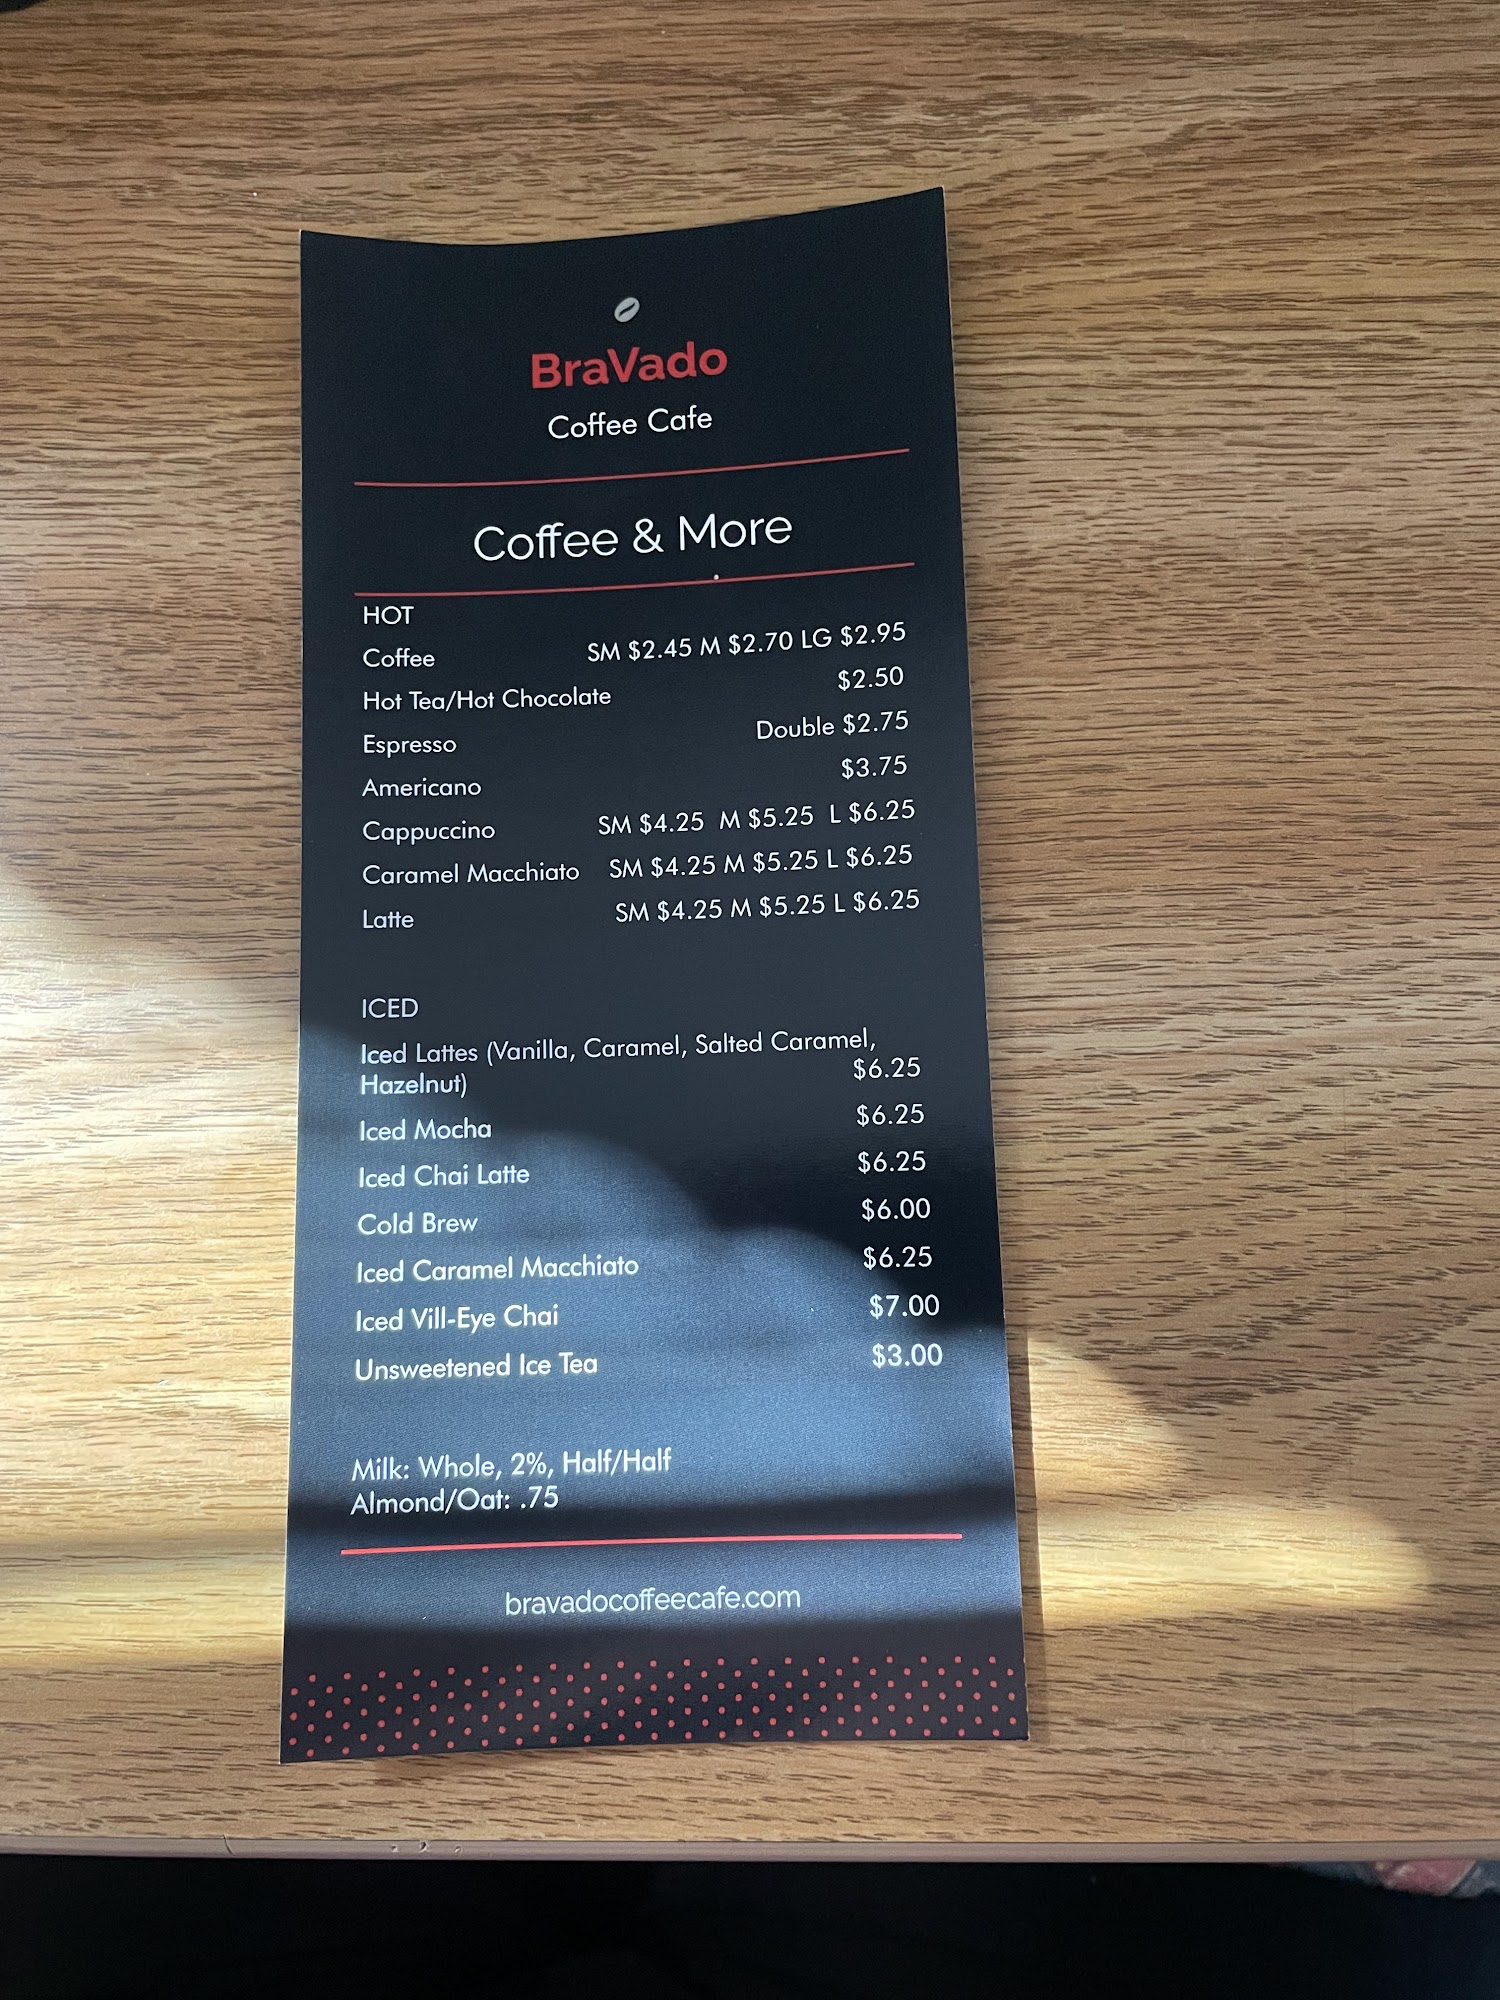 BraVado
Coffee Cafe
Coffee & More
HOT
Coffee SM $2.45 M $2.70 LG $2.95
Hot Tea/Hot Chocolate $2.50
Espresso Double $2.75
Americano $3.75
Cappuccino SM $4.25 M $5.25 L $6.25
Caramel Macchiato SM $4.25 M $5.25 L $6.25
Latte SM $4.25 M $5.25 L $6.25
ICED
Iced Lattes (Vanilla, Caramel, Salted Caramel,
Hazelnut) $6.25
Iced Mocha $6.25
Iced Chai Latte $6.25
Cold Brew $6.00
Iced Caramel Macchiato $6.25
Iced Vill-Eye Chai $7.00
Unsweetened Ice Tea $3.00
Milk: Whole, 2%, Half/Half
Almond/Oat: .75
bravadocoffeecafe.com